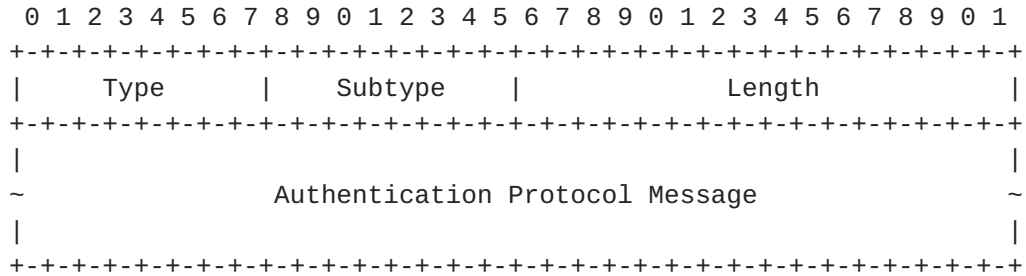 0 1 2 3 4 5 6 7 8 9 0 1 2 3 4 5 6 7 8 9 0 1 2 3 4 5 6 7 8 9 0 1
+-+-+-+-+-+-+-+-+-+-+-+-+-+-+-+-+-+-+-+-+-+-+-+-+-+-+-+-+-+-+-+-+
|     Type      |    Subtype    |             Length            |
+-+-+-+-+-+-+-+-+-+-+-+-+-+-+-+-+-+-+-+-+-+-+-+-+-+-+-+-+-+-+-+-+
|                                                               |
~                Authentication Protocol Message                ~
|                                                               |
+-+-+-+-+-+-+-+-+-+-+-+-+-+-+-+-+-+-+-+-+-+-+-+-+-+-+-+-+-+-+-+-+